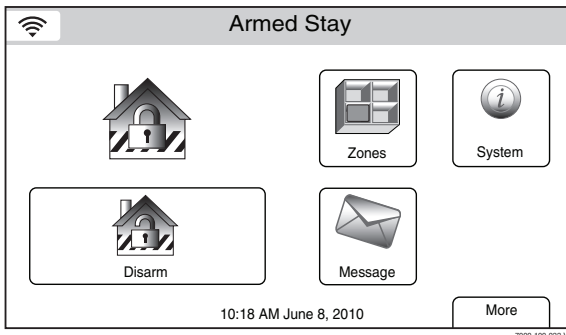 Armed Stay
Zones
System
Disarm
Message
10:18 AM June 8, 2010
More